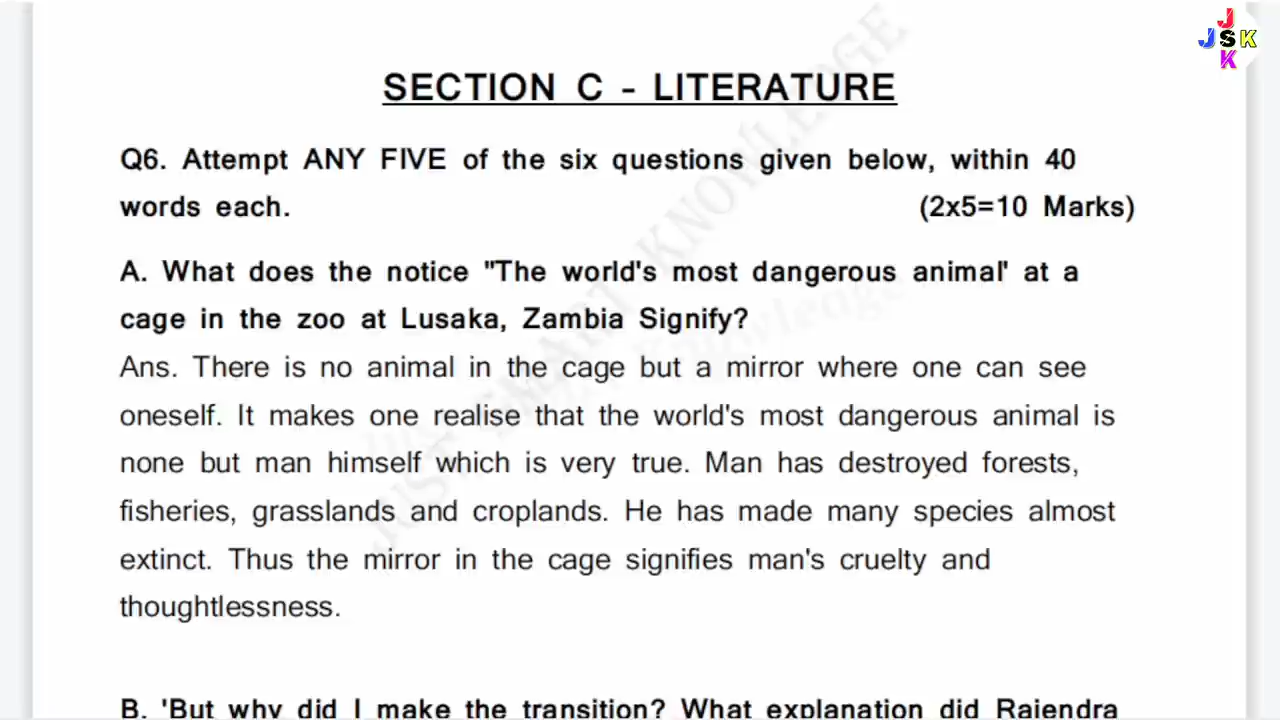 J
JSK
K
SECTION C - LITERATURE
Q6. Attempt ANY FIVE of the six questions given below, within 40
words each. (2x5=10 Marks)
A. What does the notice "The world's most dangerous animal' at a
cage in the zoo at Lusaka, Zambia Signify?
Ans. There is no animal in the cage but a mirror where one can see
oneself. It makes one realise that the world's most dangerous animal is
none but man himself which is very true. Man has destroyed forests,
fisheries, grasslands and croplands. He has made many species almost
extinct. Thus the mirror in the cage signifies man's cruelty and
thoughtlessness.
B. 'But why did I make the transition? What explanation did Rajendra
JUST SMART KNOWLEDGE